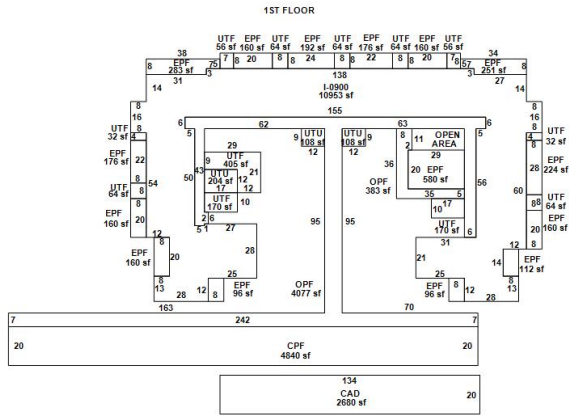 1ST FLOOR
UTF EPF UTF EPF UTF EPF UTF EPF UTF
56 sf 160 sf 64 sf 192 sf 64 sf 176 sf 64 sf 160 sf 56 sf
38 7 8 20 8 8 24 8 8 22 8 8 20 8 7 34
8 EPF 75 138 57 EPF 8
283 sf 3 I-0900 3 251 sf
31 10953 sf 27
14 14
155
8 6 6 8
16 5 62 63 5 16
8 8
UTF 4 UTU 9 9 8 11 OPEN 4 UTF
32 sf 8 108 sf 108 sf AREA 8 32 sf
29 12 12 2
EPF 22 9 UTF 36 29 28 EPF
176 sf 405 sf 224 sf
43 UTU 21 OPF 20 EPF
204 sf 12 383 sf 580 sf
UTF 8 54 50 17 12 56 60
64 sf 8 UTF 10 35 5 8 8 UTF
170 sf 17 64 sf
EPF 20 2 6 95 95 10 20 EPF
160 sf 5 1 27 UTF 160 sf
170 sf 6
12 31 12
8
EPF 20 28 21 14 EPF
160 sf 112 sf
8 25 25 8
13 12 8 EPF OPF EPF 8 12 13
28 96 sf 4077 sf 96 sf 28
163 70
7 242 7
20 CPF 20
4840 sf
134
CAD 20
2680 sf